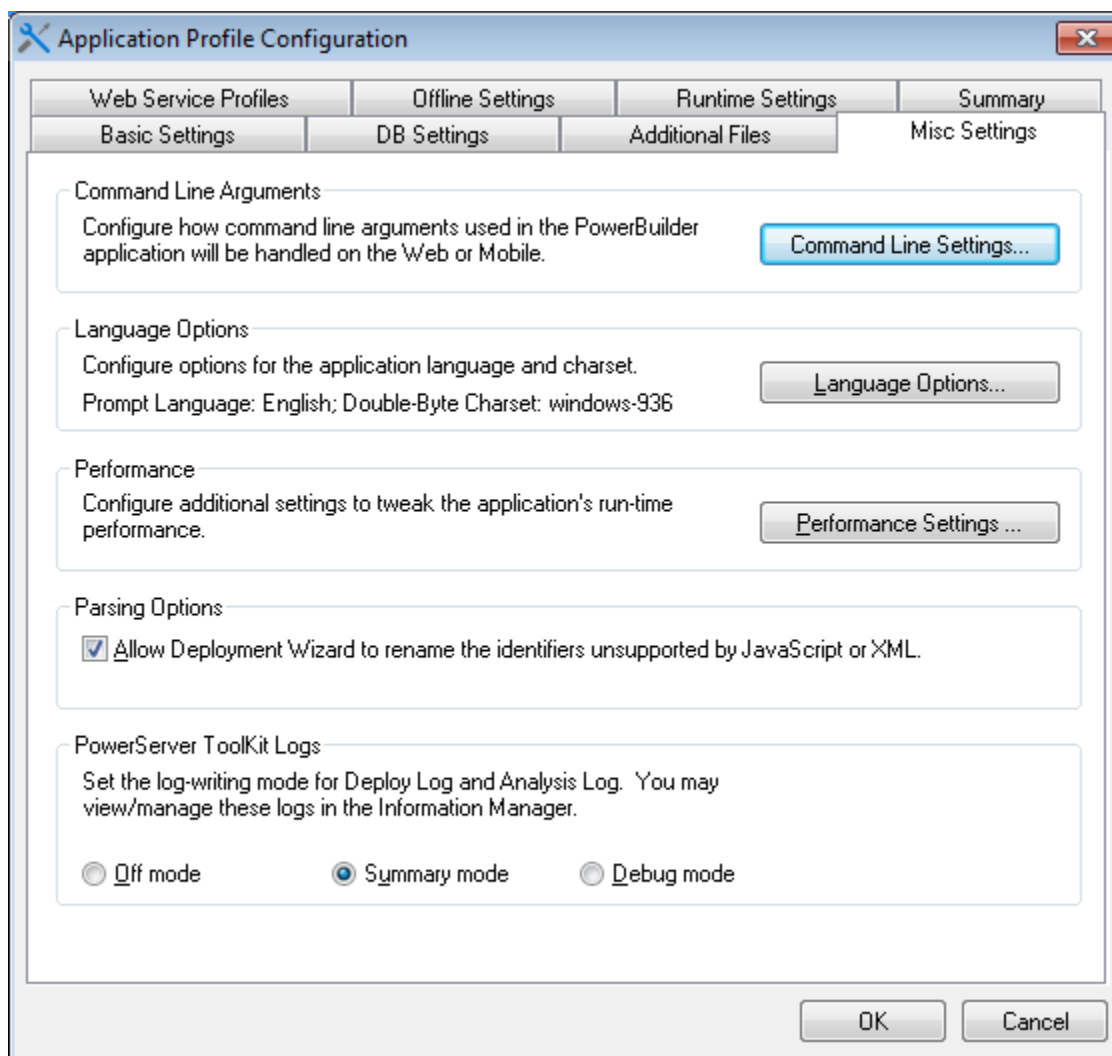 Application Profile Configuration
Web Service Profiles
Offline Settings
Runtime Settings
Summary
Basic Settings
DB Settings
Additional Files
Misc Settings
Command Line Arguments
Configure how command line arguments used in the PowerBuilder
application will be handled on the Web or Mobile.
Command Line Settings...
Language Options
Configure options for the application language and charset.
Prompt Language: English; Double-Byte Charset: windows-936
Language Options...
Performance
Configure additional settings to tweak the application's run-time
performance.
Performance Settings ...
Parsing Options
Allow Deployment Wizard to rename the identifiers unsupported by JavaScript or XML.
PowerServer ToolKit Logs
Set the log-writing mode for Deploy Log and Analysis Log.  You may
view/manage these logs in the Information Manager.
Off mode
Summary mode
Debug mode
OK
Cancel